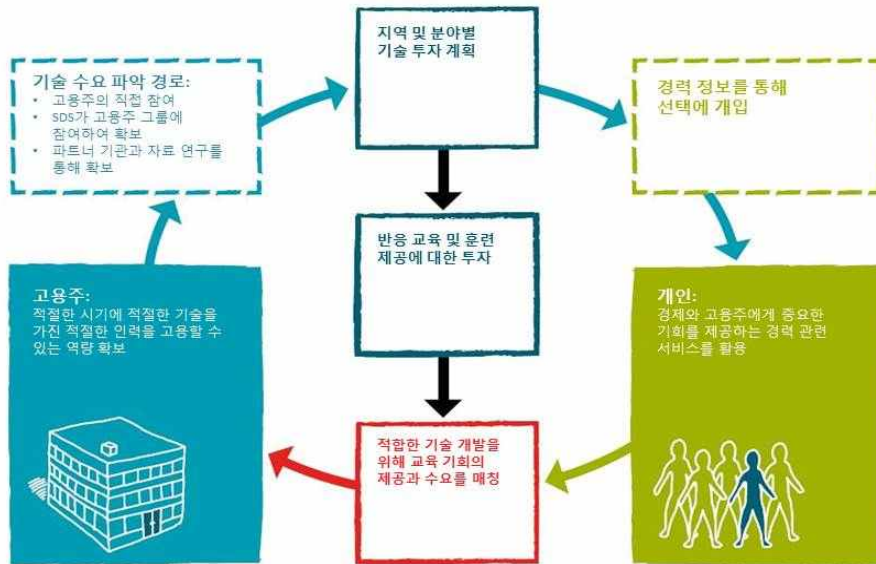 지역 및 분야별
기술 투자 계획
기술 수요 파악 경로:
• 고용주의 직접 참여
• SDS가 고용주 그룹에
참여하여 확보
• 파트너 기관과 자료 연구를
통해 확보
경력 정보를 통해
선택에 개입
반응 교육 및 훈련
제공에 대한 투자
고용주:
적절한 시기에 적절한 기술을
가진 적절한 인력을 고용할 수
있는 역량 확보
개인:
경제와 고용주에게 중요한
기회를 제공하는 경력 관련
서비스를 활용
적합한 기술 개발을
위해 교육 기회의
제공과 수요를 매칭